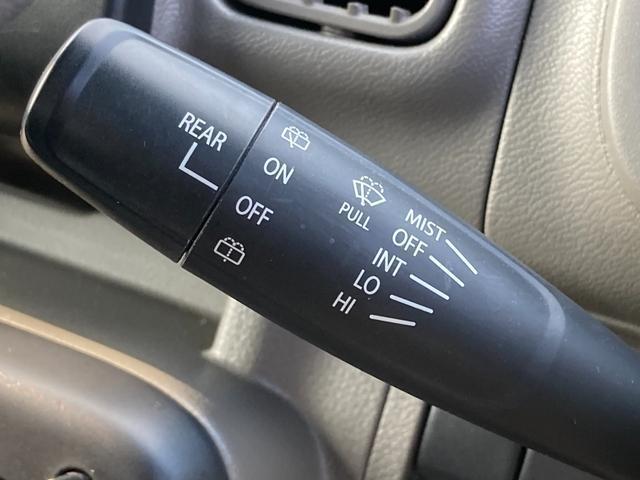 REAR
ON
OFF
PULL
MIST
OFF
INT
LO
HI